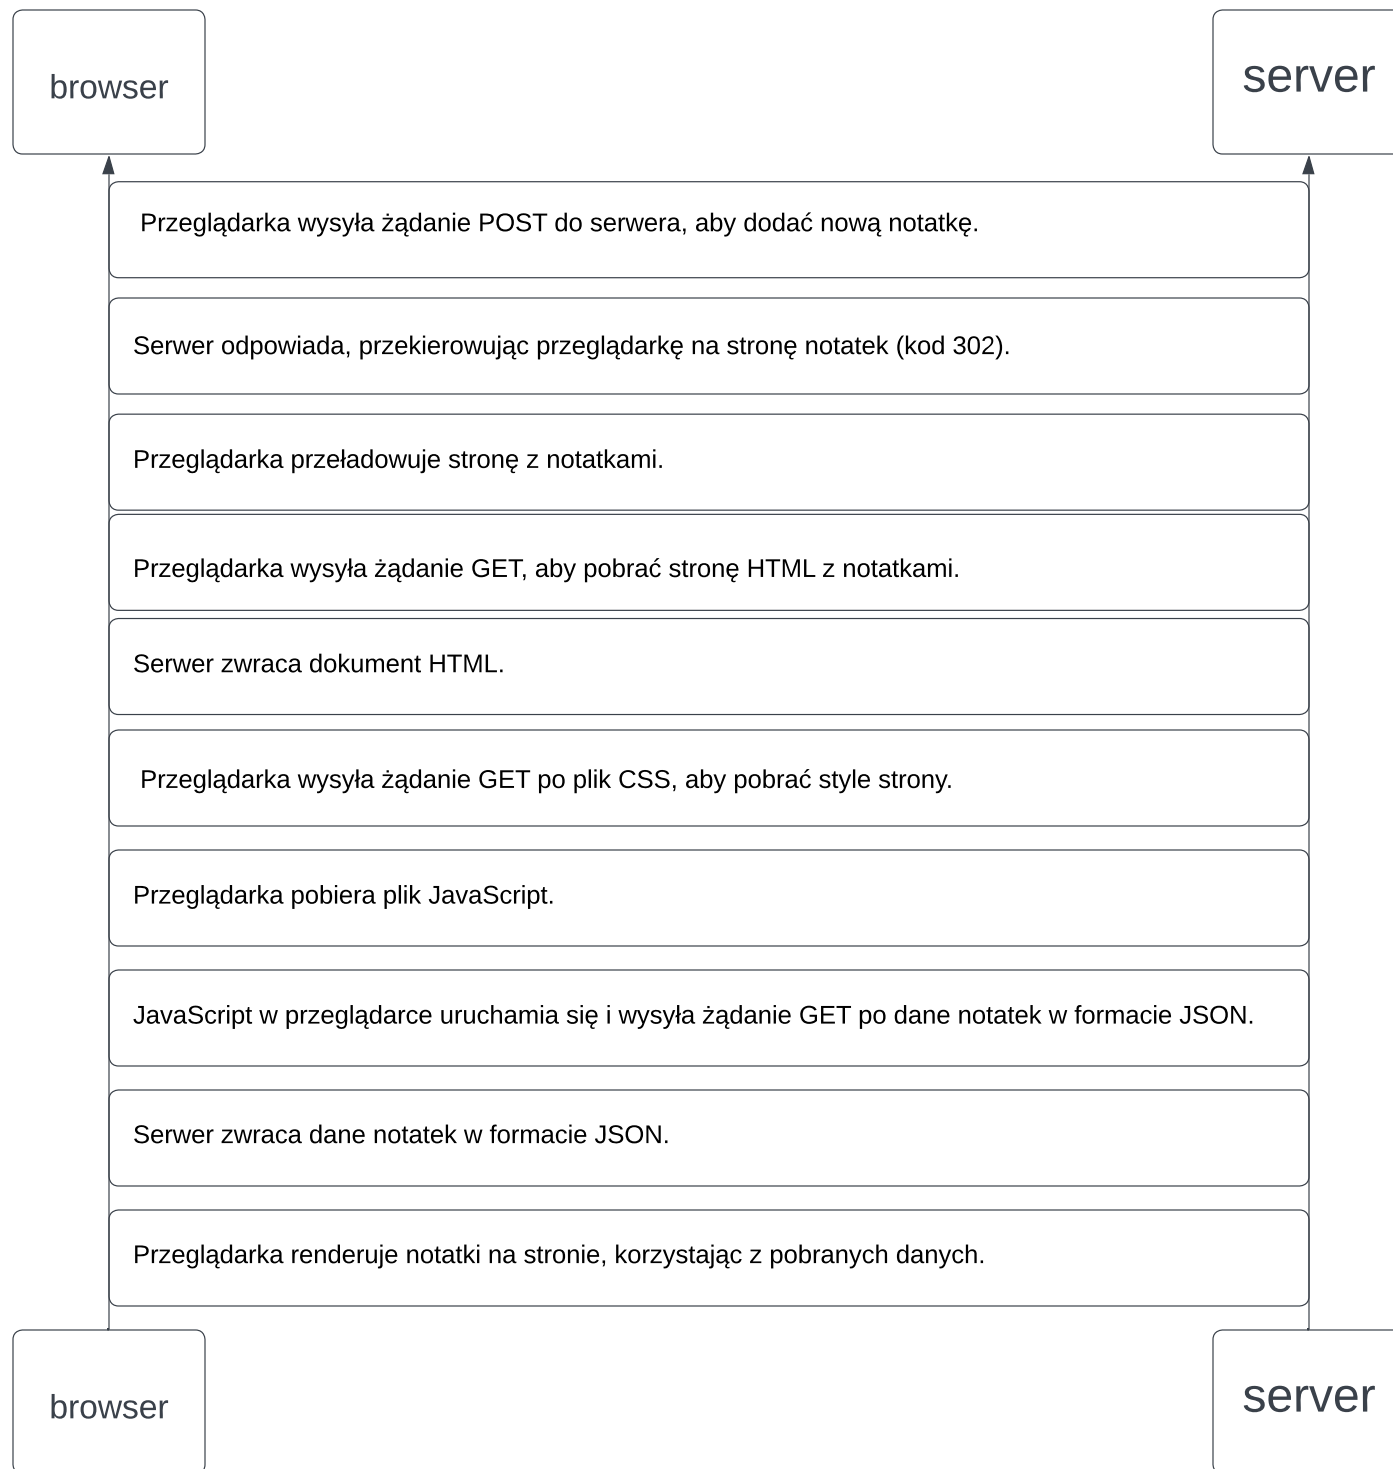 browser
server
Przeglądarka wysyła żądanie POST do serwera, aby dodać nową notatkę.
Serwer odpowiada, przekierowując przeglądarkę na stronę notatek (kod 302).
Przeglądarka przeładowuje stronę z notatkami.
Przeglądarka wysyła żądanie GET, aby pobrać stronę HTML z notatkami.
Serwer zwraca dokument HTML.
Przeglądarka wysyła żądanie GET po plik CSS, aby pobrać style strony.
Przeglądarka pobiera plik JavaScript.
JavaScript w przeglądarce uruchamia się i wysyła żądanie GET po dane notatek w formacie JSON.
Serwer zwraca dane notatek w formacie JSON.
Przeglądarka renderuje notatki na stronie, korzystając z pobranych danych.
browser
server